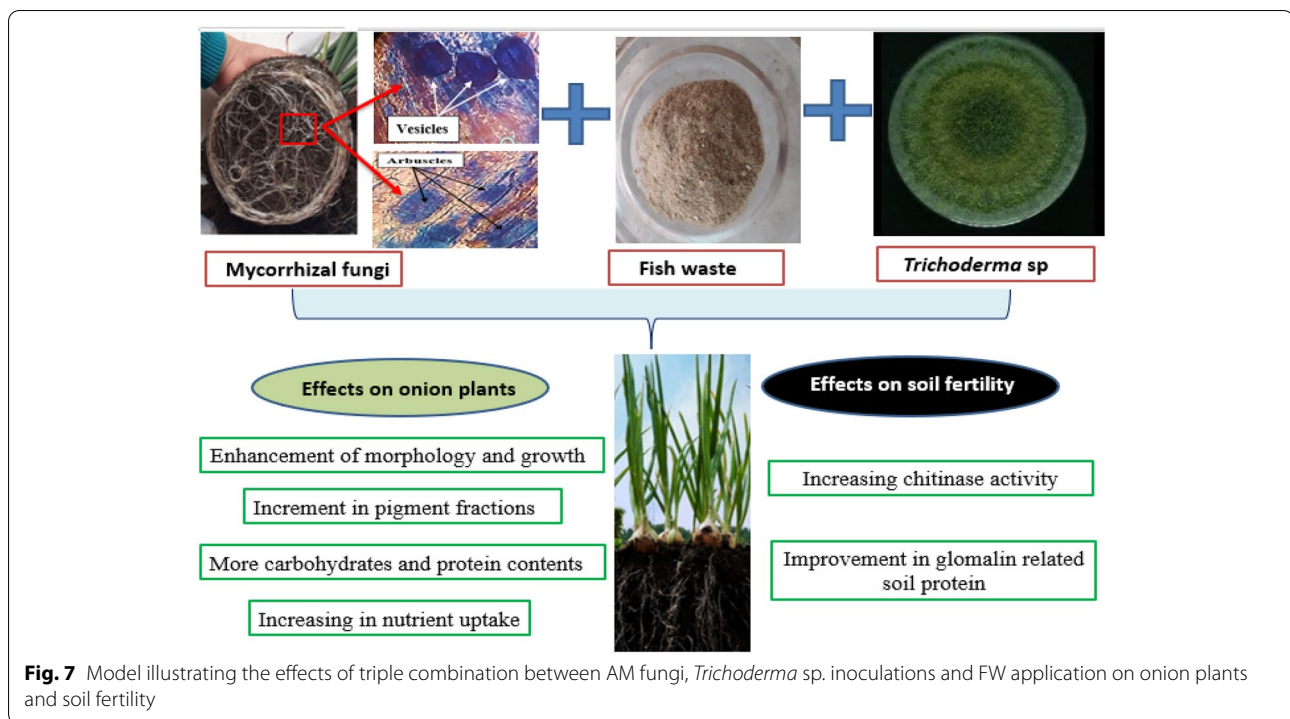 Vesicles
Arbuscles
Mycorrhizal fungi
Fish waste
Trichoderma sp
Effects on onion plants
Effects on soil fertility
Enhancement of morphology and growth
Increment in pigment fractions
More carbohydrates and protein contents
Increasing in nutrient uptake
Increasing chitinase activity
Improvement in glomalin related
soil protein
Fig. 7 Model illustrating the effects of triple combination between AM fungi, Trichoderma sp. inoculations and FW application on onion plants
and soil fertility